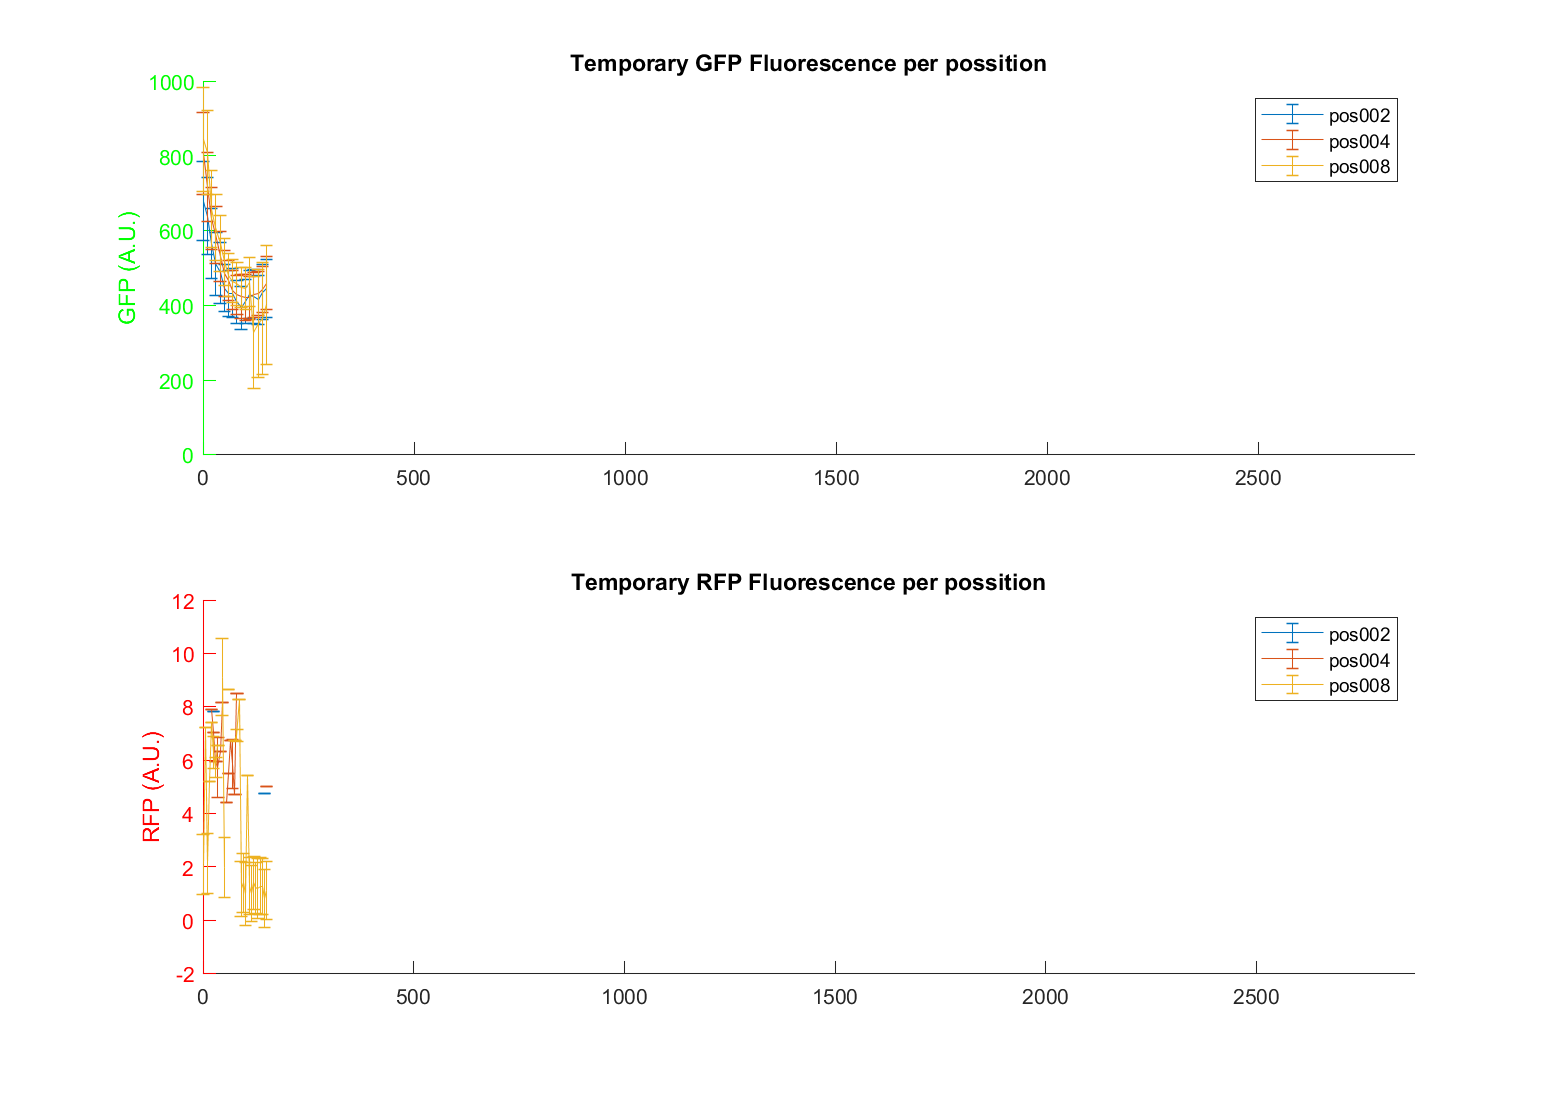 Temporary GFP Fluorescence per possition
1000
800
600
400
200
0
GFP (A.U.)
pos002
pos004
pos008
0 500 1000 1500 2000 2500
Temporary RFP Fluorescence per possition
12
10
8
6
4
2
0
-2
RFP (A.U.)
pos002
pos004
pos008
0 500 1000 1500 2000 2500